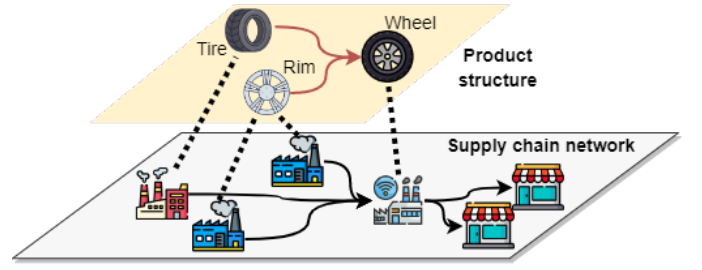 Wheel
Tire
Rim
Product
structure
Supply chain network